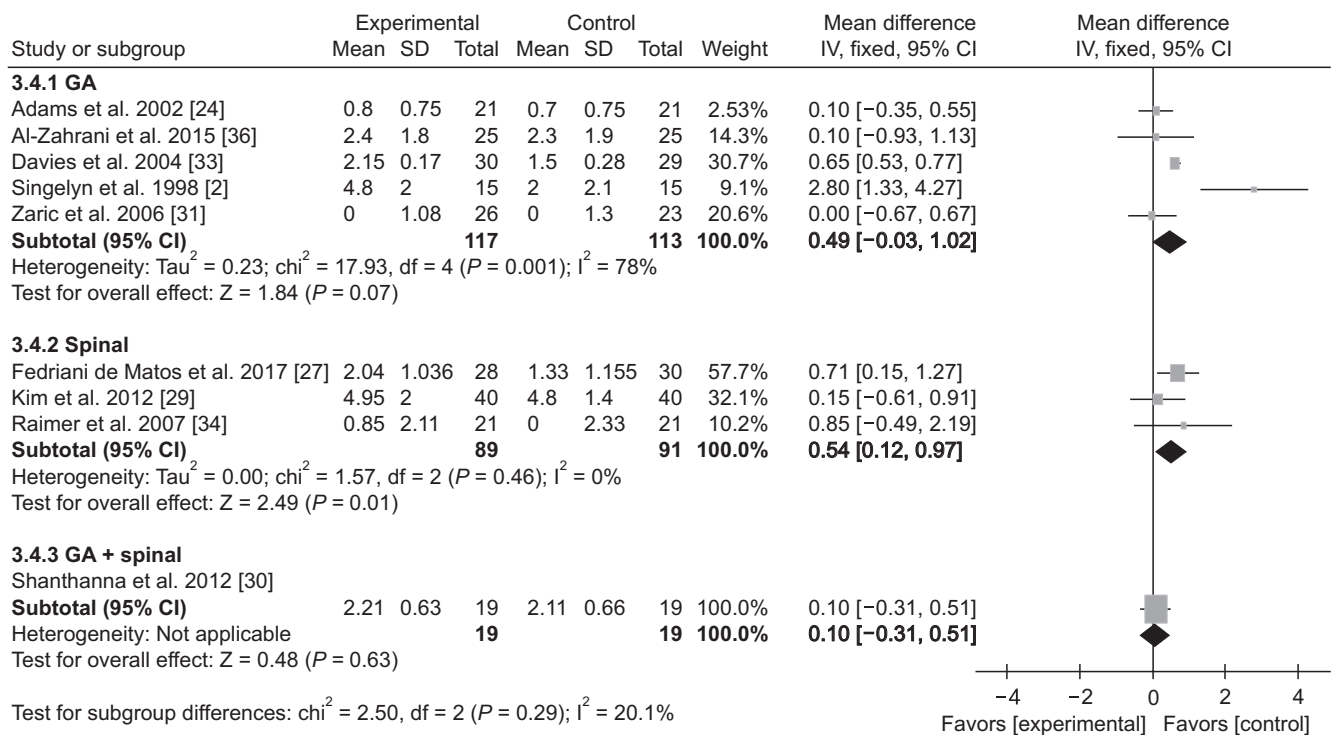 Experimental Control Mean difference Mean difference
Study or subgroup Mean SD Total Mean SD Total Weight IV, fixed, 95% CI IV, fixed, 95% CI
3.4.1 GA
Adams et al. 2002 [24] 0.8 0.75 21 0.7 0.75 21 2.53% 0.10 [−0.35, 0.55]
Al-Zahrani et al. 2015 [36] 2.4 1.8 25 2.3 1.9 25 14.3% 0.10 [−0.93, 1.13]
Davies et al. 2004 [33] 2.15 0.17 30 1.5 0.28 29 30.7% 0.65 [0.53, 0.77]
Singelyn et al. 1998 [2] 4.8 2 15 2 2.1 15 9.1% 2.80 [1.33, 4.27]
Zaric et al. 2006 [31] 0 1.08 26 0 1.3 23 20.6% 0.00 [−0.67, 0.67]
Subtotal (95% CI) 117 113 100.0% 0.49 [−0.03, 1.02]
Heterogeneity: Tau² = 0.23; chi² = 17.93, df = 4 (P = 0.001); I² = 78%
Test for overall effect: Z = 1.84 (P = 0.07)
3.4.2 Spinal
Fedriani de Matos et al. 2017 [27] 2.04 1.036 28 1.33 1.155 30 57.7% 0.71 [0.15, 1.27]
Kim et al. 2012 [29] 4.95 2 40 4.8 1.4 40 32.1% 0.15 [−0.61, 0.91]
Raimer et al. 2007 [34] 0.85 2.11 21 0 2.33 21 10.2% 0.85 [−0.49, 2.19]
Subtotal (95% CI) 89 91 100.0% 0.54 [0.12, 0.97]
Heterogeneity: Tau² = 0.00; chi² = 1.57, df = 2 (P = 0.46); I² = 0%
Test for overall effect: Z = 2.49 (P = 0.01)
3.4.3 GA + spinal
Shanthanna et al. 2012 [30]
Subtotal (95% CI) 2.21 0.63 19 2.11 0.66 19 100.0% 0.10 [−0.31, 0.51]
Heterogeneity: Not applicable 19 19 100.0% 0.10 [−0.31, 0.51]
Test for overall effect: Z = 0.48 (P = 0.63)
Test for subgroup differences: chi² = 2.50, df = 2 (P = 0.29); I² = 20.1%
−4 −2 0 2 4
Favors [experimental] Favors [control]